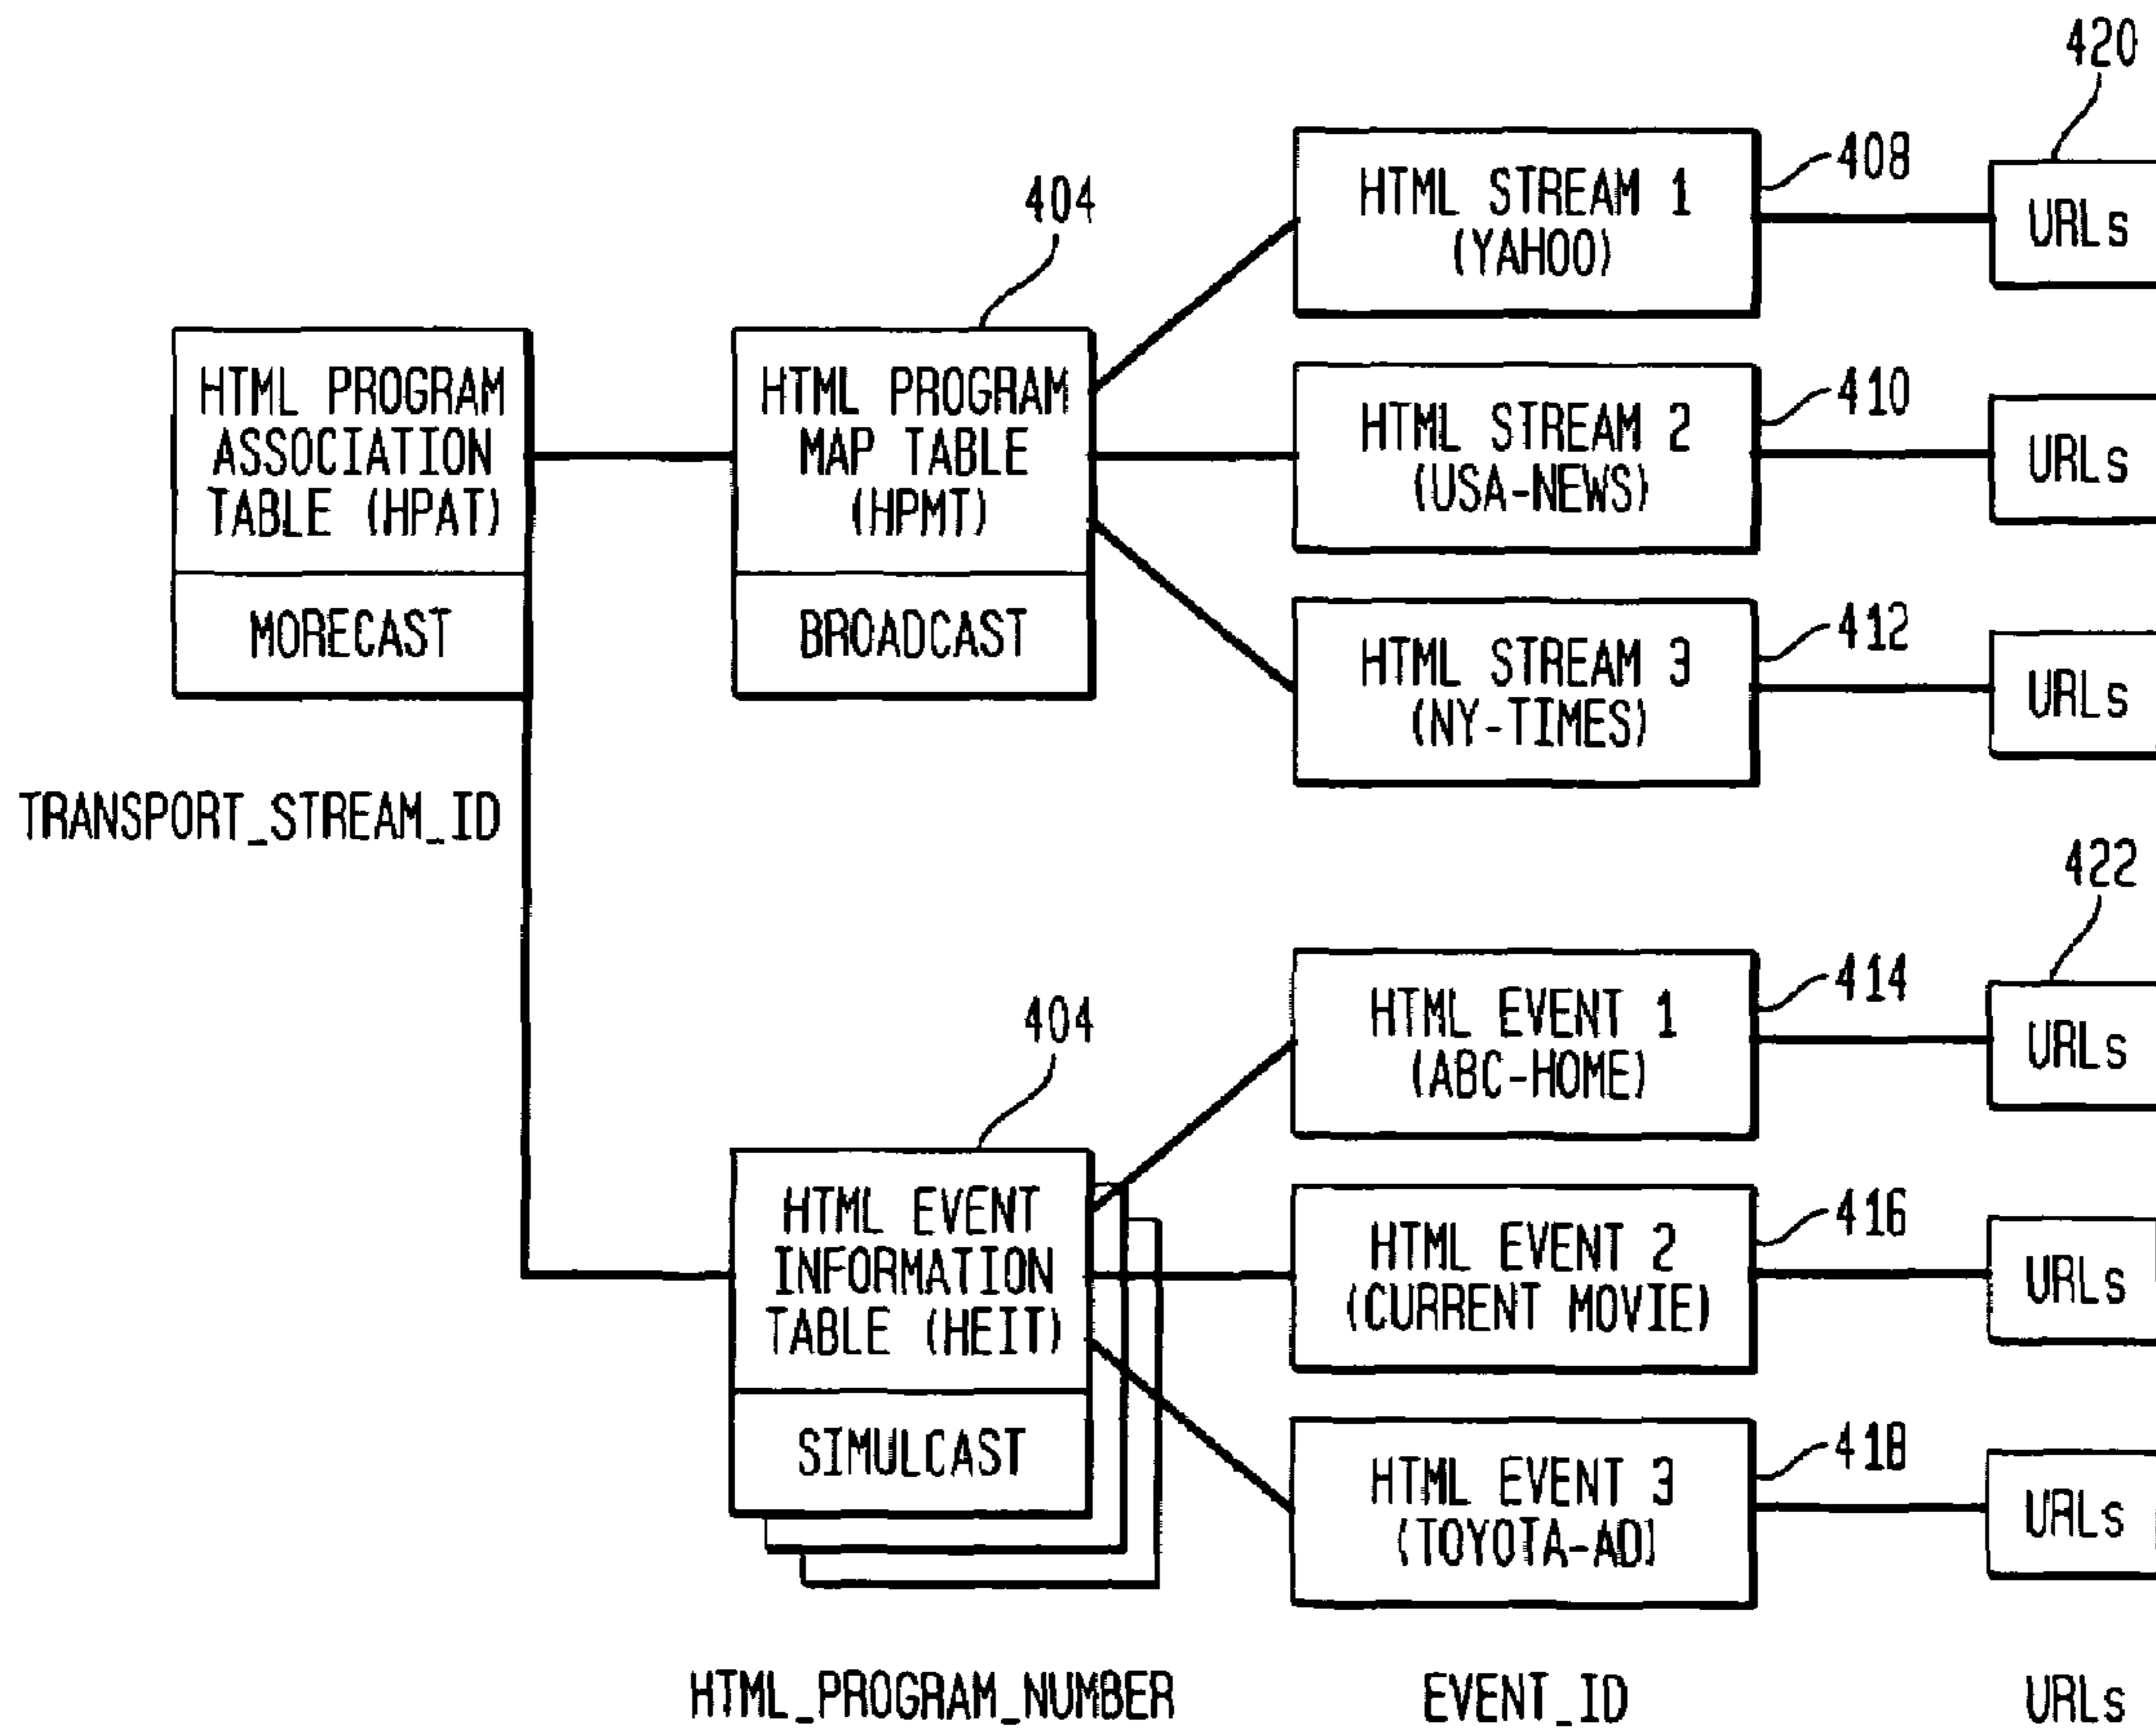 420
404
HTML STREAM 1
(YAHOO)
408
URLs
HTML PROGRAM
ASSOCIATION
TABLE (HPAT)
MORECAST
HTML PROGRAM
MAP TABLE
(HPMT)
BROADCAST
HTML STREAM 2
(USA-NEWS)
410
URLs
HTML STREAM 3
(NY-TIMES)
412
URLs
TRANSPORT_STREAM_ID
422
404
HTML EVENT 1
(ABC-HOME)
414
URLs
HTML EVENT
INFORMATION
TABLE (HEIT)
SIMULCAST
HTML EVENT 2
(CURRENT MOVIE)
416
URLs
HTML EVENT 3
(TOYOTA-AD)
418
URLs
HTML_PROGRAM_NUMBER
EVENT_ID
URLs